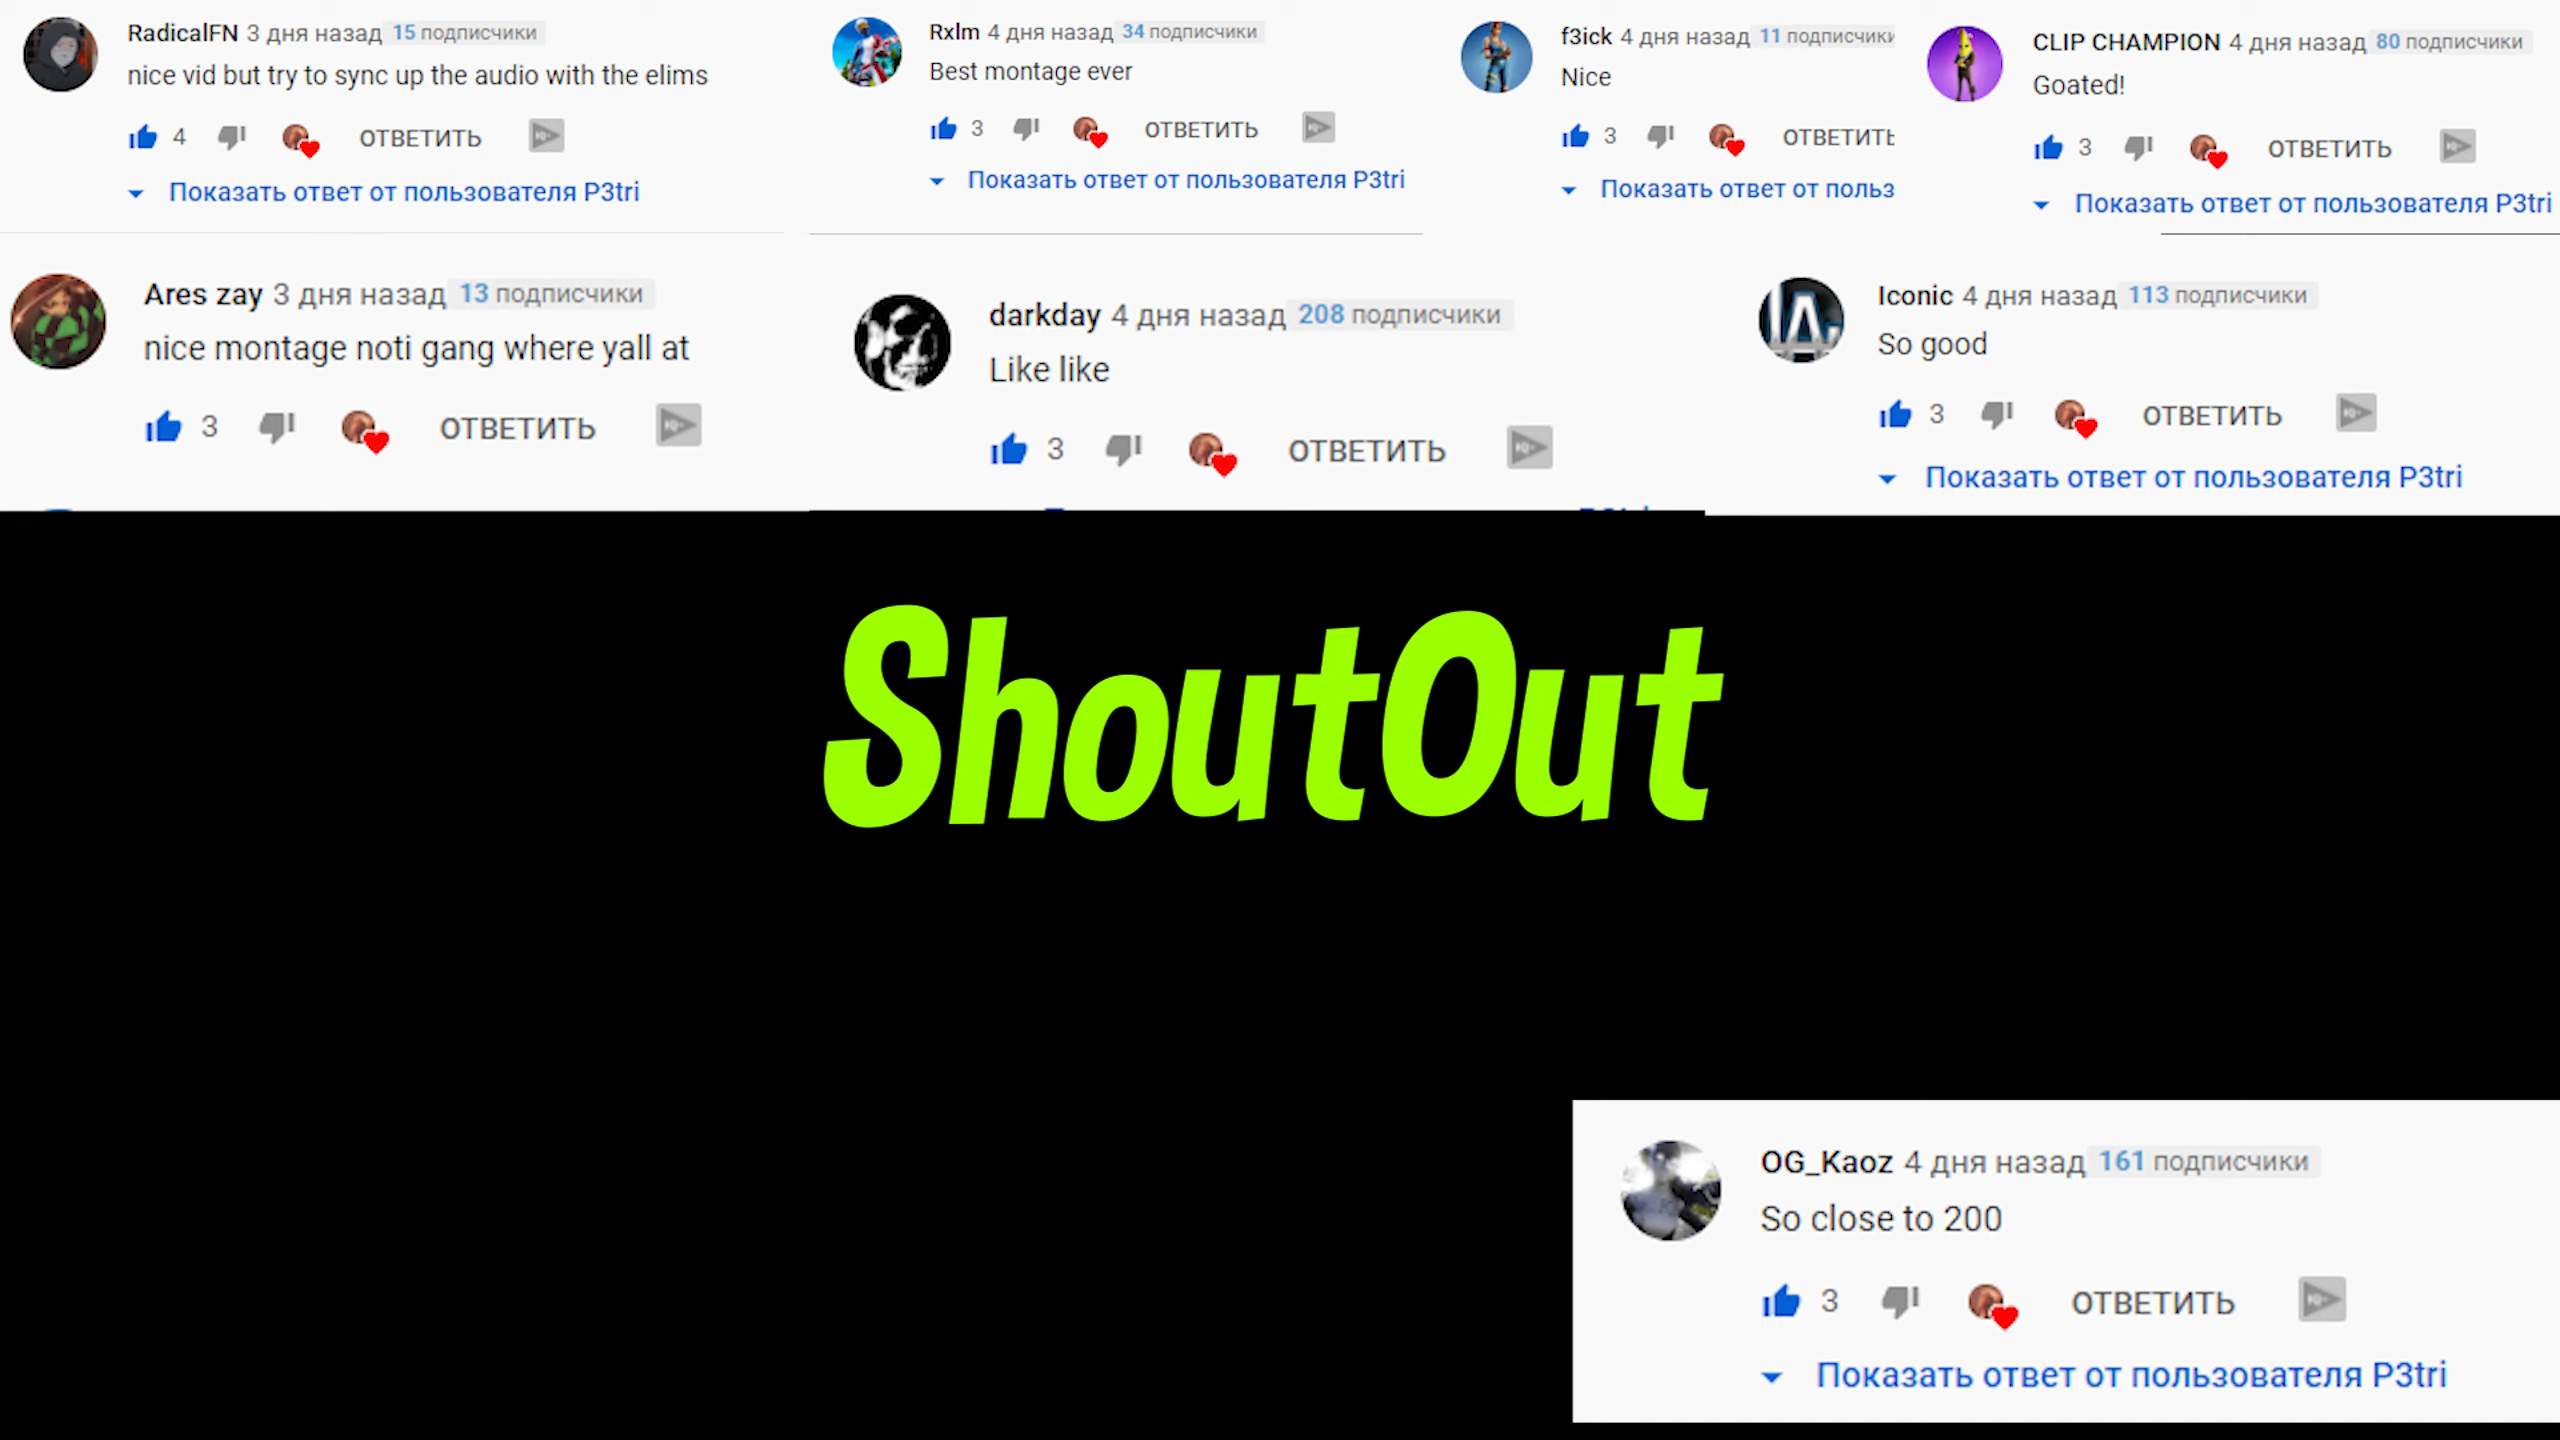 RadicalFN 3 дня назад 15 подписчики
nice vid but try to sync up the audio with the elims
4 ОТВЕТИТЬ
Показать ответ от пользователя P3tri
Rxlm 4 дня назад 34 подписчики
Best montage ever
3 ОТВЕТИТЬ
Показать ответ от пользователя P3tri
f3ick 4 дня назад 11 подписчики
Nice
3 ОТВЕТИТЬ
Показать ответ от польз
CLIP CHAMPION 4 дня назад 80 подписчики
Goated!
3 ОТВЕТИТЬ
Показать ответ от пользователя P3tri
Ares zay 3 дня назад 13 подписчики
nice montage noti gang where yall at
3 ОТВЕТИТЬ
darkday 4 дня назад 208 подписчики
Like like
3 ОТВЕТИТЬ
Iconic 4 дня назад 113 подписчики
So good
3 ОТВЕТИТЬ
Показать ответ от пользователя P3tri
ShoutOut
OG_Kaoz 4 дня назад 161 подписчики
So close to 200
3 ОТВЕТИТЬ
Показать ответ от пользователя P3tri